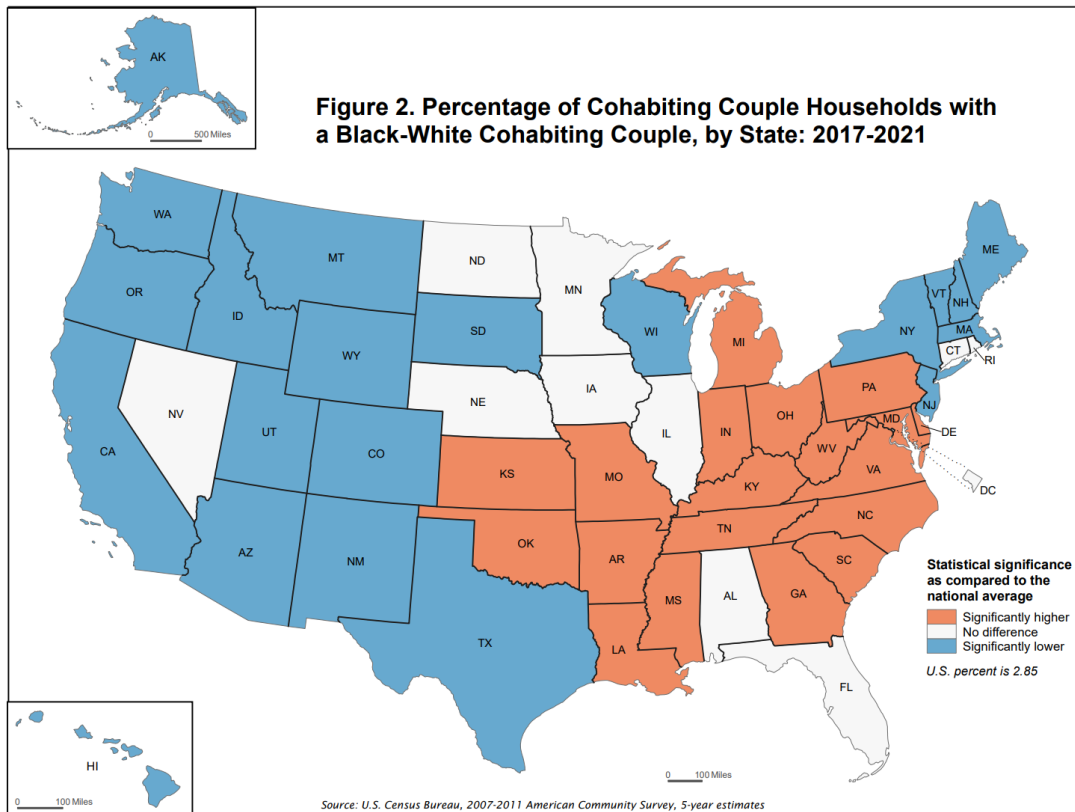 AK
0 500 Miles
Figure 2. Percentage of Cohabiting Couple Households with
a Black-White Cohabiting Couple, by State: 2017-2021
WA
MT
ND
MN
ME
OR
ID
SD
WI
VT
NH
NY
MA
WY
MI
CT
RI
IA
PA
NE
NJ
NV
UT
IL
IN
OH
MD
DE
CA
CO
WV
KS
MO
VA
KY
DC
NC
TN
OK
AZ
NM
AR
SC
MS
AL
GA
TX
LA
FL
Statistical significance
as compared to the
national average
Significantly higher
No difference
Significantly lower
U.S. percent is 2.85
HI
0 100 Miles
0 100 Miles
Source: U.S. Census Bureau, 2007-2011 American Community Survey, 5-year estimates